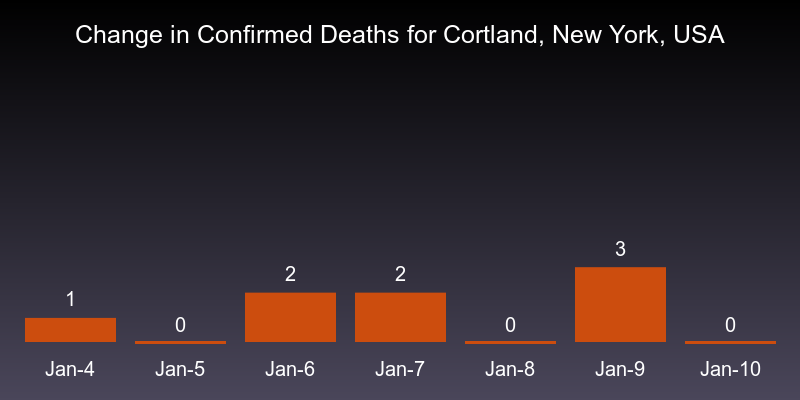 Change in Confirmed Deaths for Cortland, New York, USA
3
2 2
1
0 0 0
Jan-4 Jan-5 Jan-6 Jan-7 Jan-8 Jan-9 Jan-10